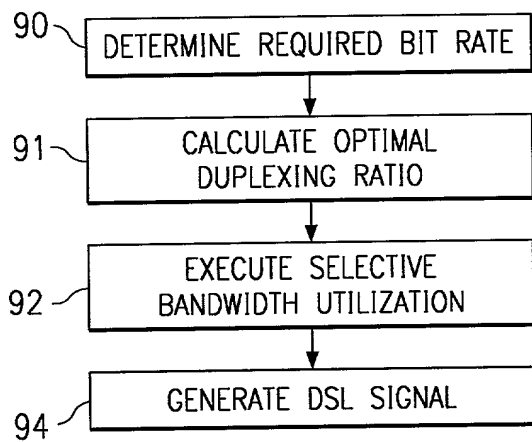 90
DETERMINE REQUIRED BIT RATE
91
CALCULATE OPTIMAL
DUPLEXING RATIO
92
EXECUTE SELECTIVE
BANDWIDTH UTILIZATION
94
GENERATE DSL SIGNAL